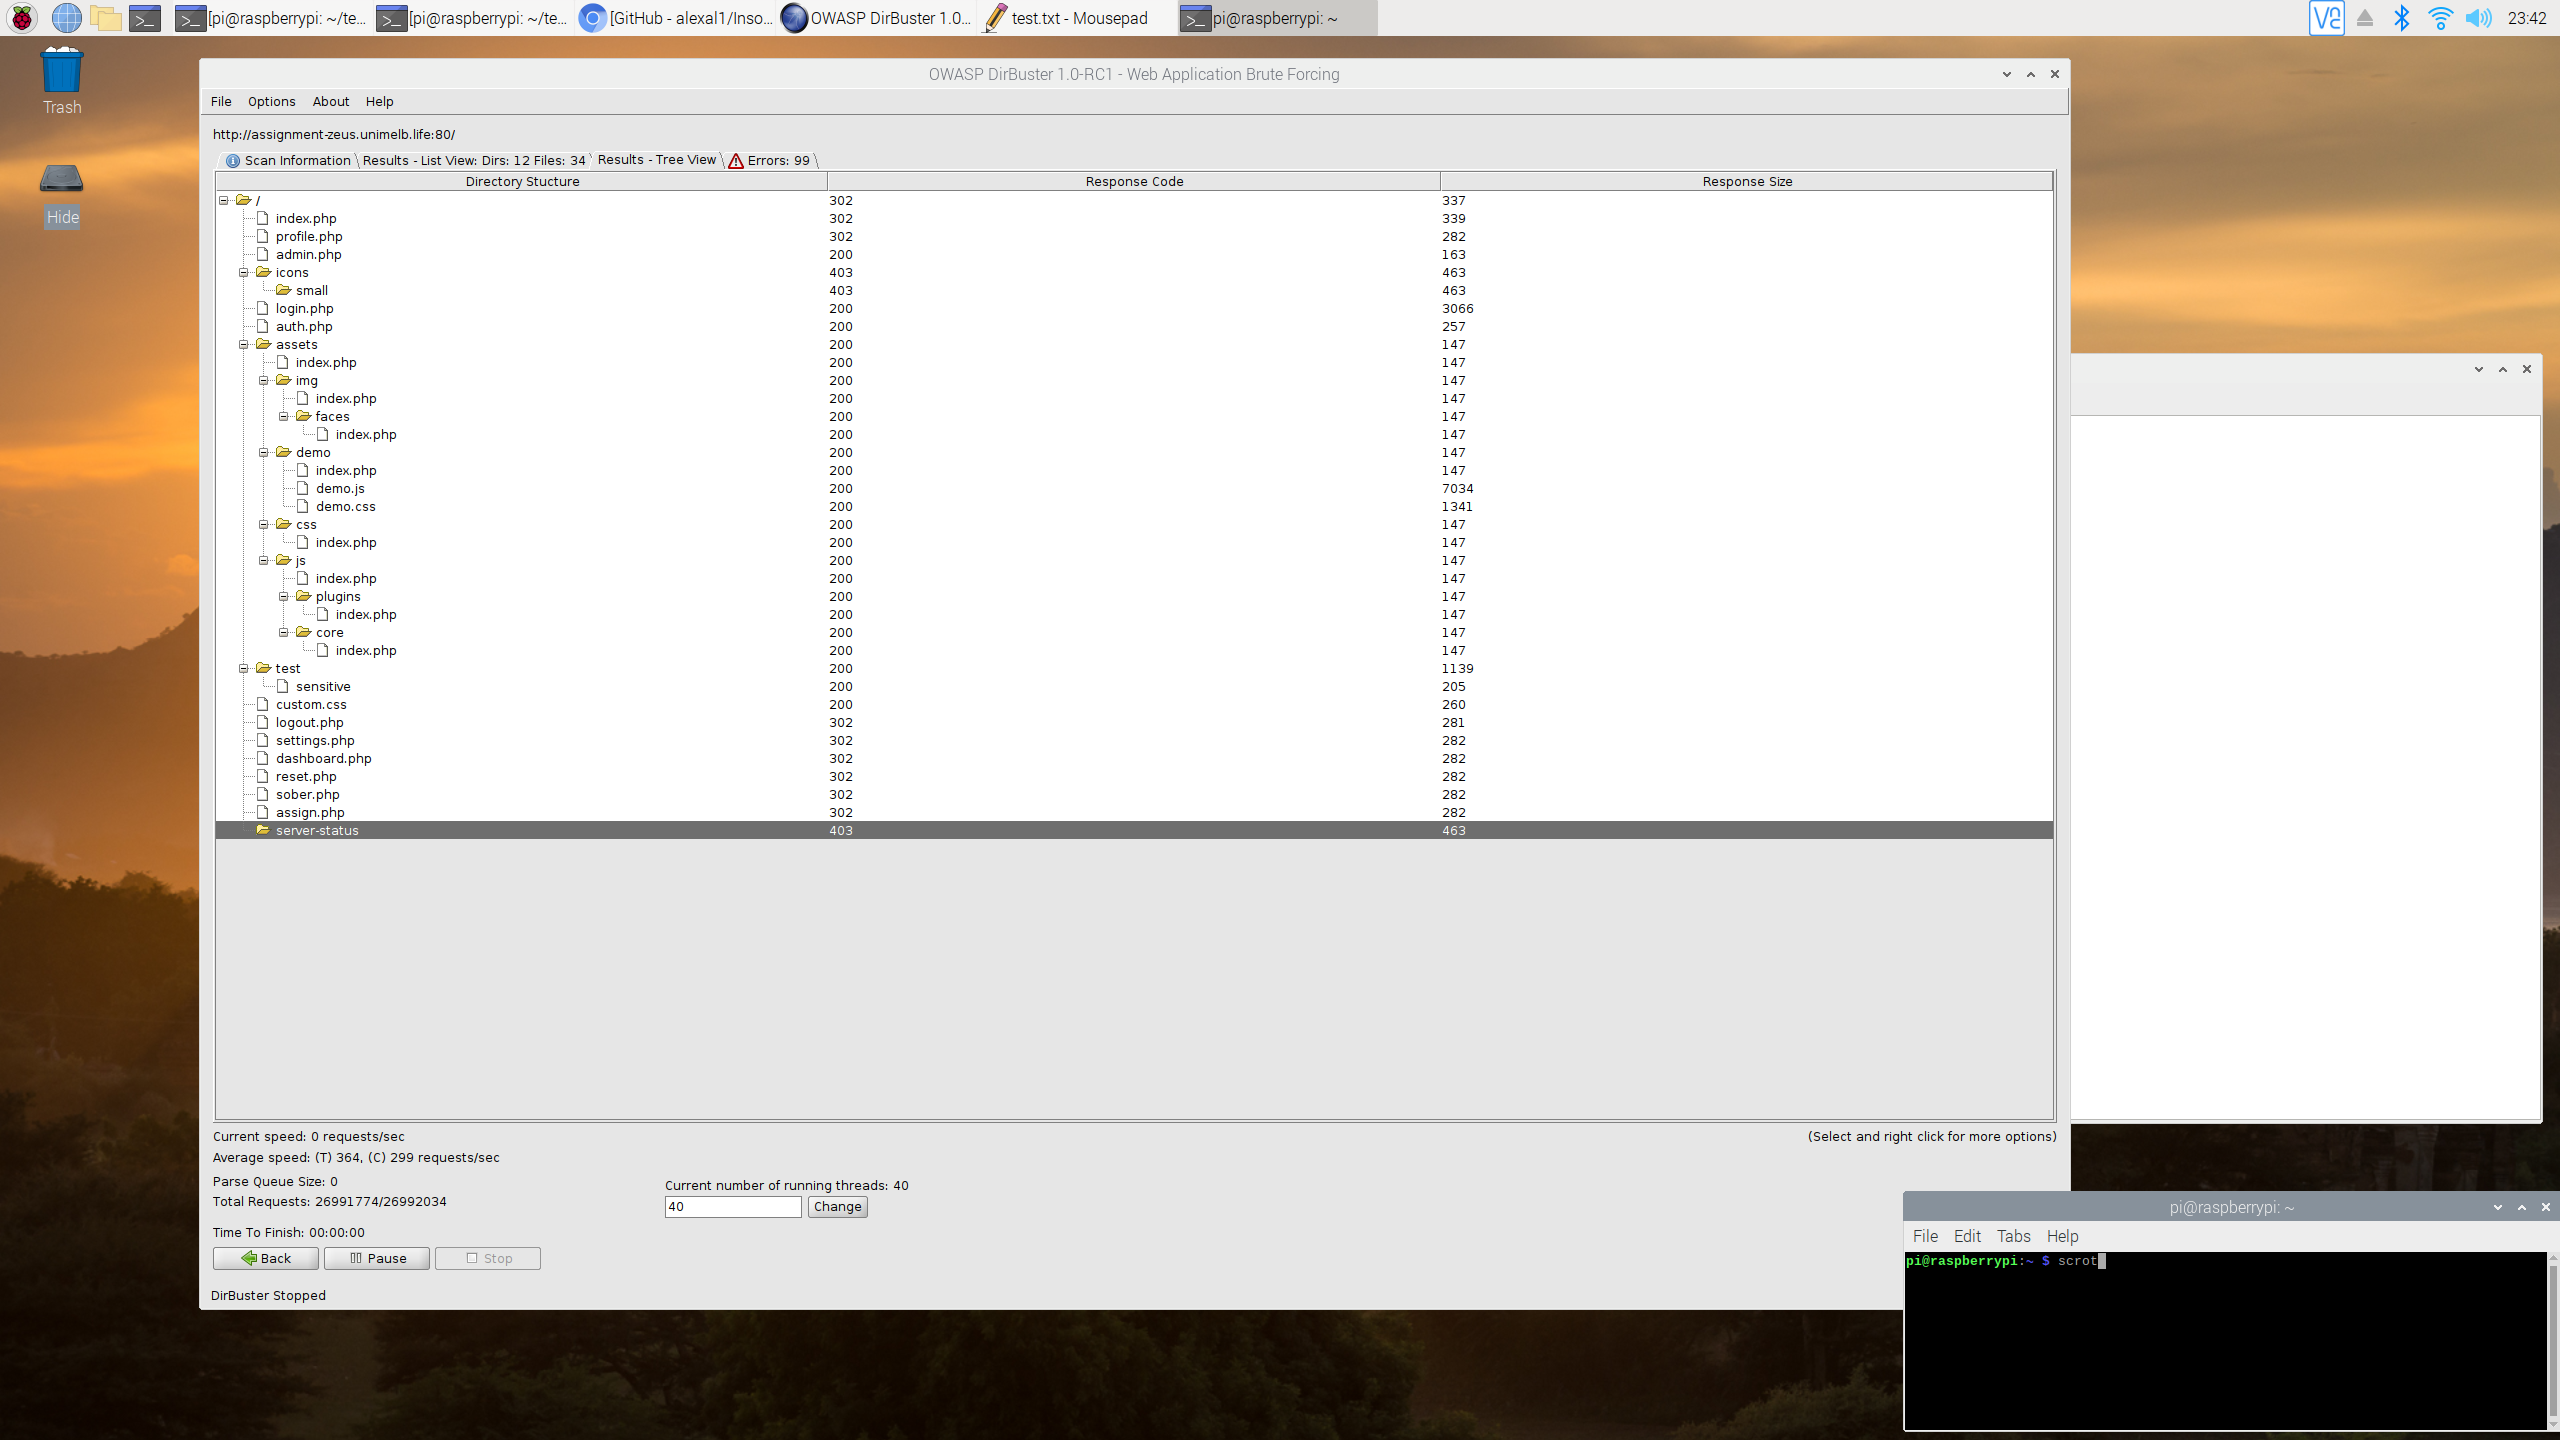 [pi@raspberrypi: ~/te...
[pi@raspberrypi: ~/te...
[GitHub - alexal1/Inso...
OWASP DirBuster 1.0...
test.txt - Mousepad
pi@raspberrypi: ~
23:42
Trash
Hide
OWASP DirBuster 1.0-RC1 - Web Application Brute Forcing
File Options About Help
http://assignment-zeus.unimelb.life:80/
Scan Information Results - List View: Dirs: 12 Files: 34 Results - Tree View Errors: 99
Directory Stucture Response Code Response Size
/ 302 337
index.php 302 339
profile.php 302 282
admin.php 200 163
icons 403 463
small 403 463
login.php 200 3066
auth.php 200 257
assets 200 147
index.php 200 147
img 200 147
index.php 200 147
faces 200 147
index.php 200 147
demo 200 147
index.php 200 147
demo.js 200 7034
demo.css 200 1341
css 200 147
index.php 200 147
js 200 147
index.php 200 147
plugins 200 147
index.php 200 147
core 200 147
index.php 200 147
test 200 1139
sensitive 200 205
custom.css 200 260
logout.php 302 281
settings.php 302 282
dashboard.php 302 282
reset.php 302 282
sober.php 302 282
assign.php 302 282
server-status 403 463
Current speed: 0 requests/sec (Select and right click for more options)
Average speed: (T) 364, (C) 299 requests/sec
Parse Queue Size: 0
Total Requests: 26991774/26992034
Current number of running threads: 40
40 Change
Time To Finish: 00:00:00
Back Pause Stop
DirBuster Stopped
pi@raspberrypi: ~
File Edit Tabs Help
pi@raspberrypi:~ $ scrot